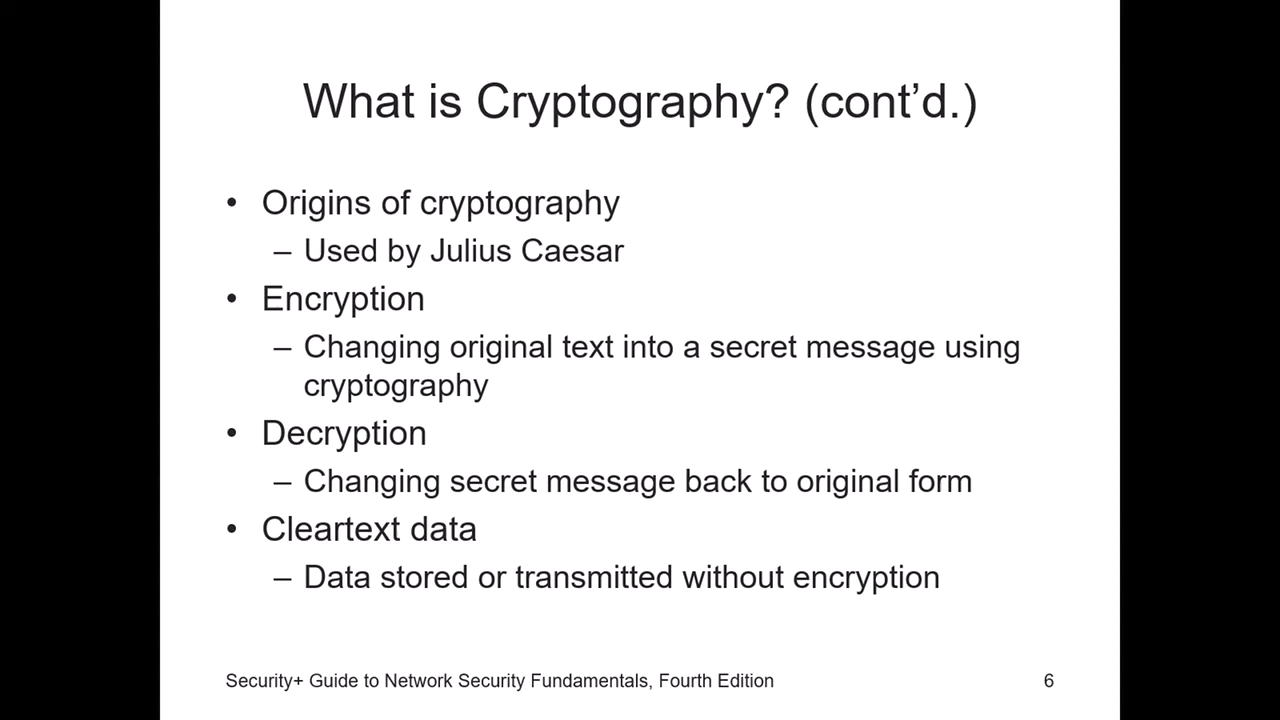 What is Cryptography? (cont’d.)
• Origins of cryptography
– Used by Julius Caesar
• Encryption
– Changing original text into a secret message using
cryptography
• Decryption
– Changing secret message back to original form
• Cleartext data
– Data stored or transmitted without encryption
Security+ Guide to Network Security Fundamentals, Fourth Edition 6